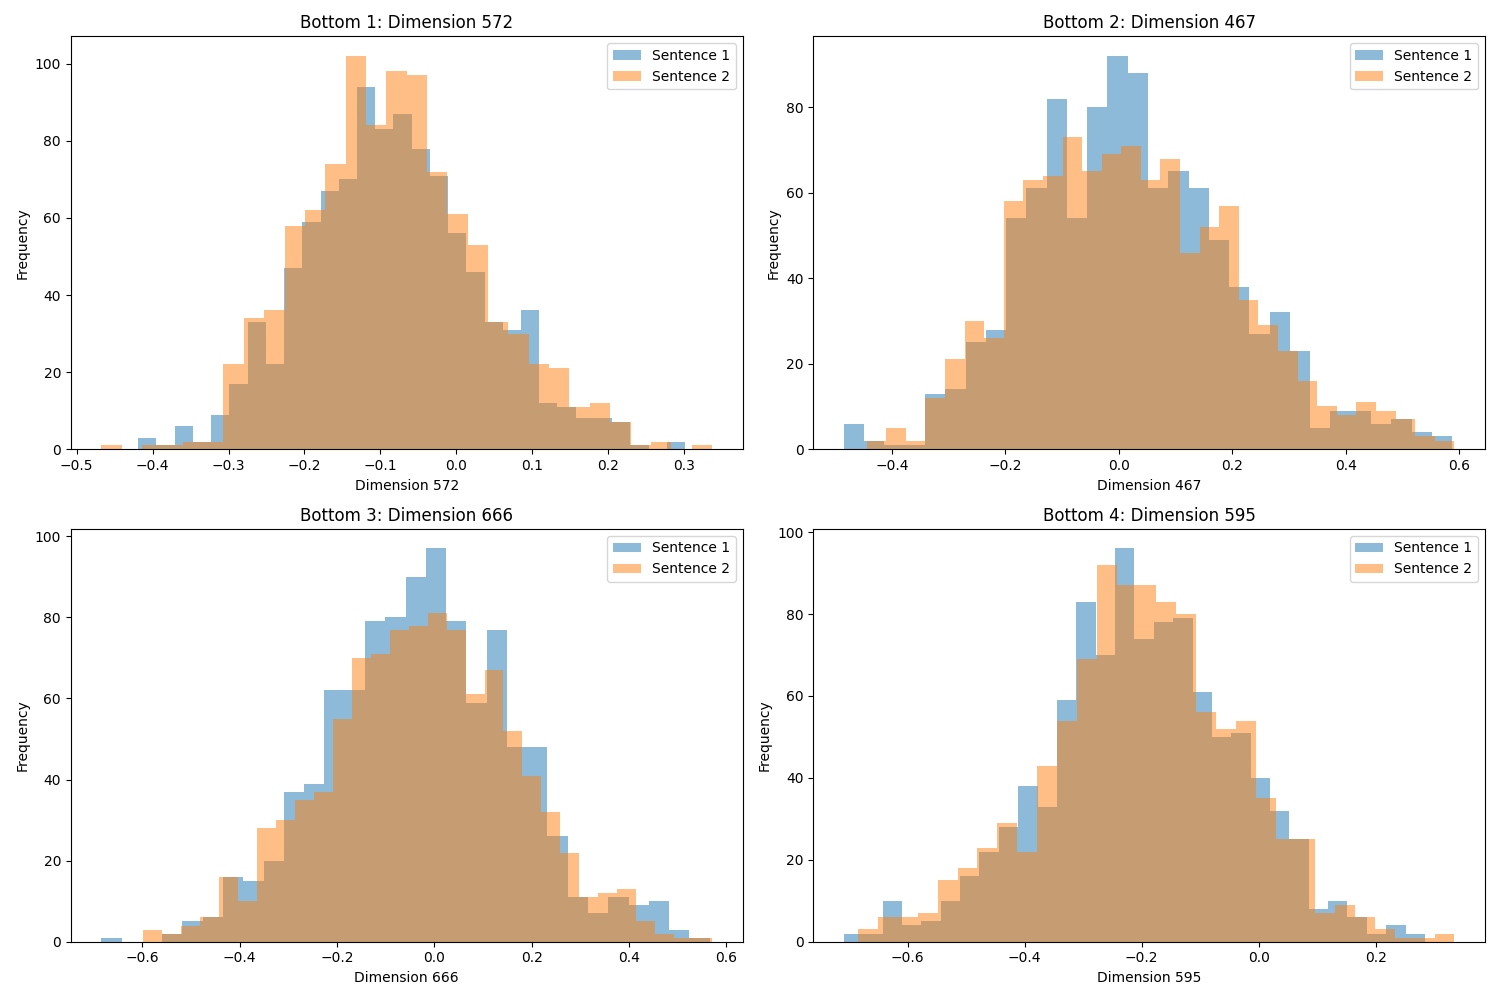 Bottom 1: Dimension 572
Sentence 1
Sentence 2
Frequency
100
80
60
40
20
0
−0.5 −0.4 −0.3 −0.2 −0.1 0.0 0.1 0.2 0.3
Dimension 572
Bottom 2: Dimension 467
Sentence 1
Sentence 2
Frequency
80
60
40
20
0
−0.4 −0.2 0.0 0.2 0.4 0.6
Dimension 467
Bottom 3: Dimension 666
Sentence 1
Sentence 2
Frequency
100
80
60
40
20
0
−0.6 −0.4 −0.2 0.0 0.2 0.4 0.6
Dimension 666
Bottom 4: Dimension 595
Sentence 1
Sentence 2
Frequency
100
80
60
40
20
0
−0.6 −0.4 −0.2 0.0 0.2
Dimension 595